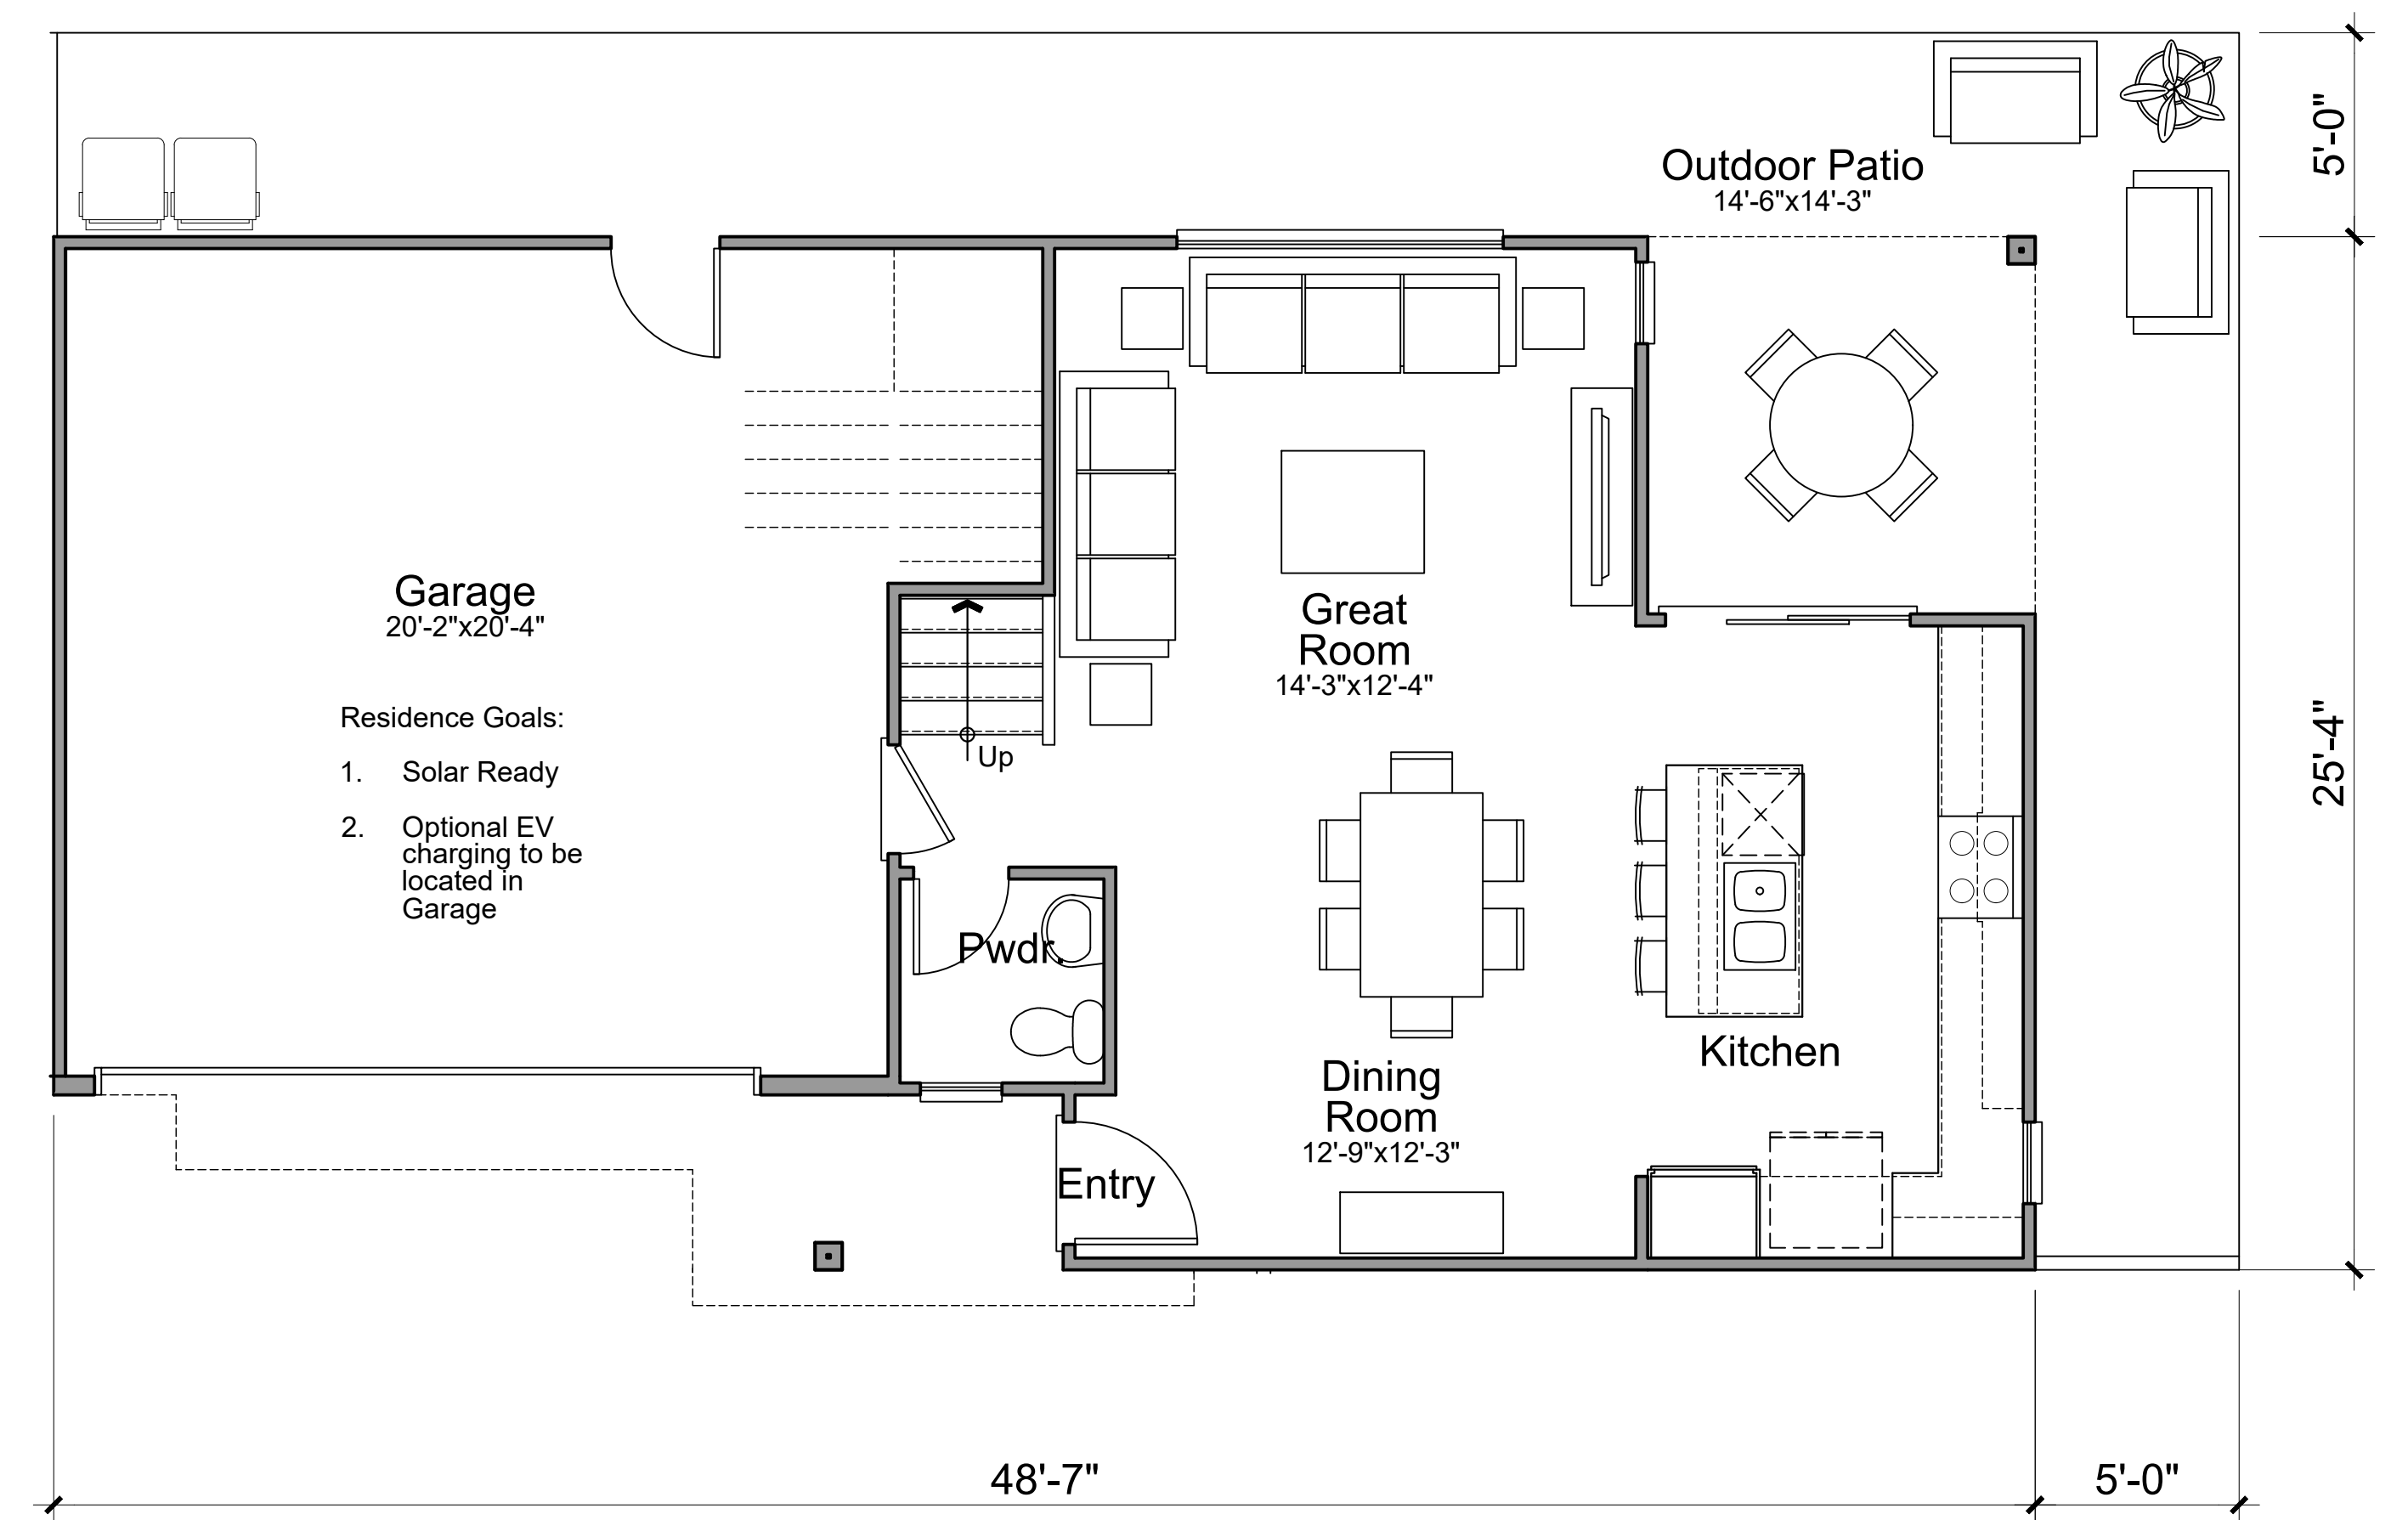 Outdoor Patio
14'-6"x14'-3"
5'-0"
Garage
20'-2"x20'-4"
Great
Room
14'-3"x12'-4"
Residence Goals:
1. Solar Ready
2. Optional EV
charging to be
located in
Garage
Up
25'-4"
Pwdr.
Kitchen
Dining
Room
12'-9"x12'-3"
Entry
48'-7"
5'-0"